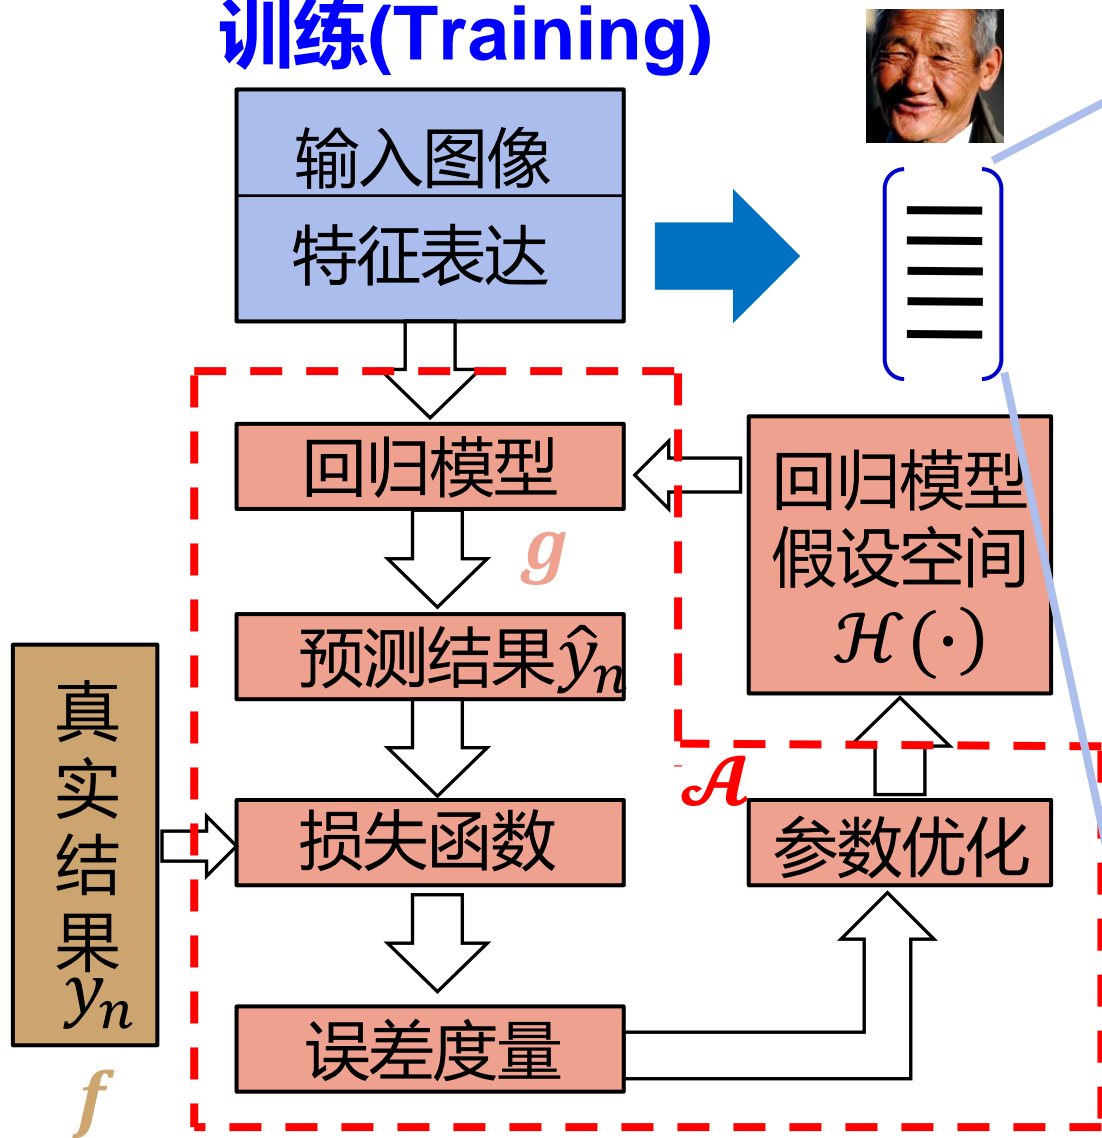 训练(Training)
输入图像
特征表达
回归模型
g
预测结果ŷₙ
损失函数
误差度量
真
实
结
果
yₙ
f
回归模型
假设空间
ℋ(·)
𝓐
参数优化